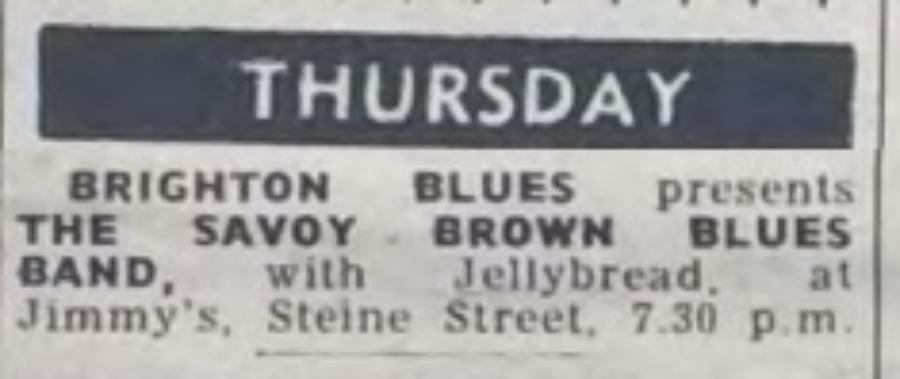 THURSDAY
BRIGHTON BLUES presents
THE SAVOY BROWN BLUES
BAND, with Jellybread, at
Jimmy's, Steine Street, 7.30 p.m.